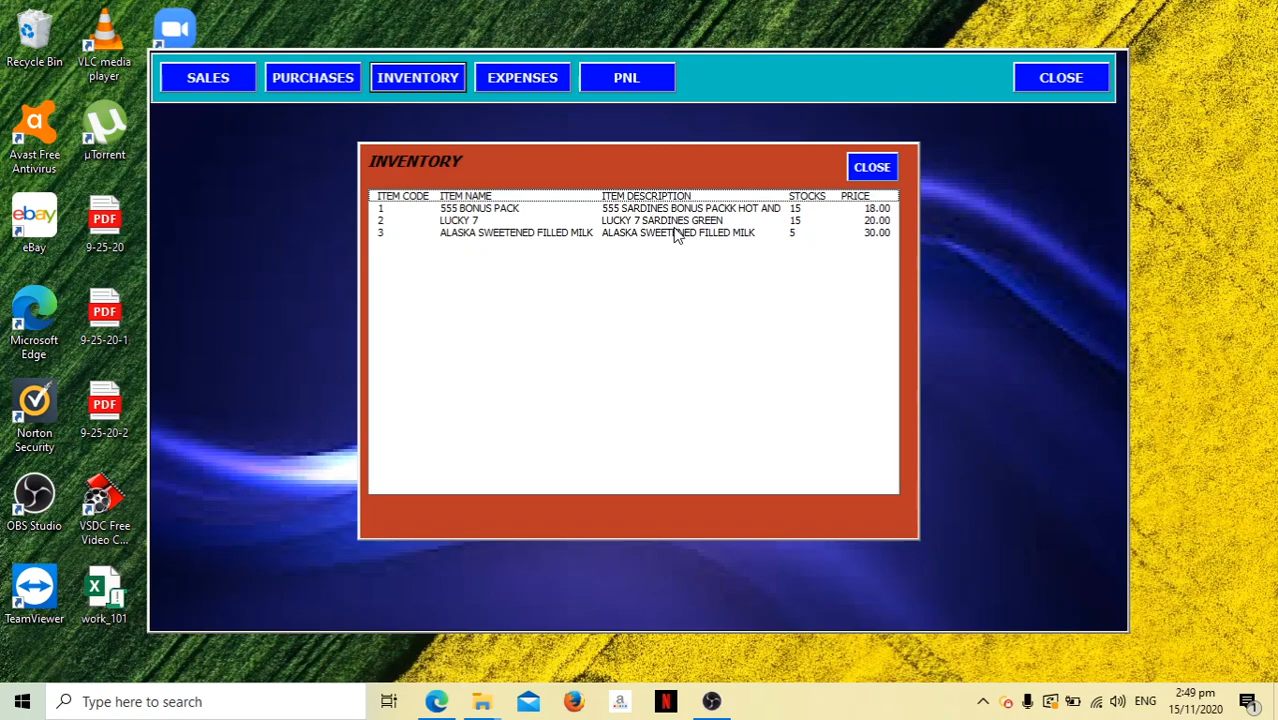 Recycle Bin
VLC media
player
Avast Free
Antivirus
µTorrent
ebay
eBay
PDF
9-25-20
Microsoft
Edge
PDF
9-25-20-1
Norton
Security
PDF
9-25-20-2
OBS Studio
VSDC Free
Video C...
TeamViewer
work_101
SALES
PURCHASES
INVENTORY
EXPENSES
PNL
CLOSE
INVENTORY
CLOSE
ITEM CODE ITEM NAME ITEM DESCRIPTION STOCKS PRICE
1 555 BONUS PACK 555 SARDINES BONUS PACKK HOT AND 15 18.00
2 LUCKY 7 LUCKY 7 SARDINES GREEN 15 20.00
3 ALASKA SWEETENED FILLED MILK ALASKA SWEETENED FILLED MILK 5 30.00
Type here to search
ENG
2:49 pm
15/11/2020
1